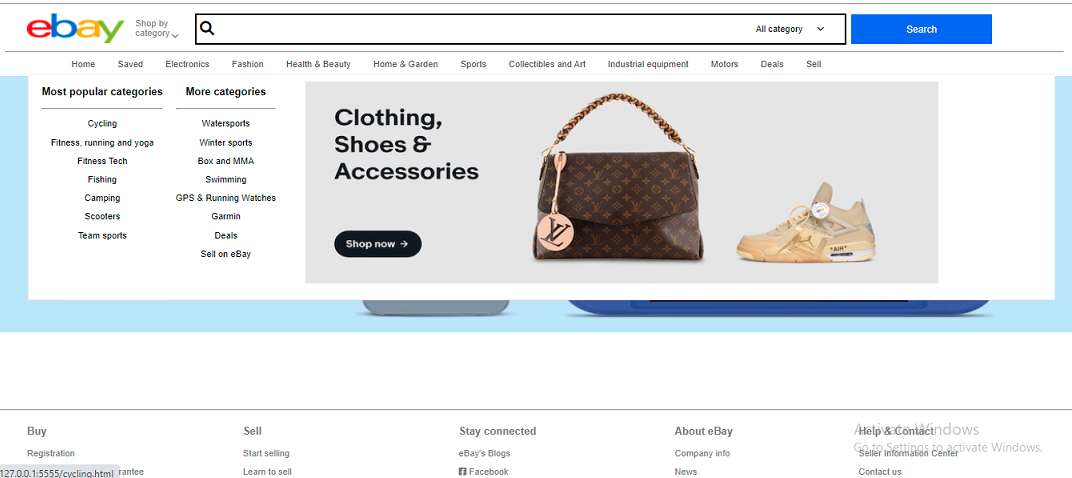 ebay
Shop by
category
All category
Search
Home Saved Electronics Fashion Health & Beauty Home & Garden Sports Collectibles and Art Industrial equipment Motors Deals Sell
Most popular categories
Cycling
Fitness, running and yoga
Fitness Tech
Fishing
Camping
Scooters
Team sports
More categories
Watersports
Winter sports
Box and MMA
Swimming
GPS & Running Watches
Garmin
Deals
Sell on eBay
Clothing,
Shoes &
Accessories
Shop now →
LV
"AIR"
Buy
Registration
rantee
Sell
Start selling
Learn to sell
Stay connected
eBay's Blogs
Facebook
About eBay
Company info
News
Help & Contact
Seller Information Center
Contact us
Activate Windows
Go to Settings to activate Windows.
127.0.0.1:5555/cycling.html